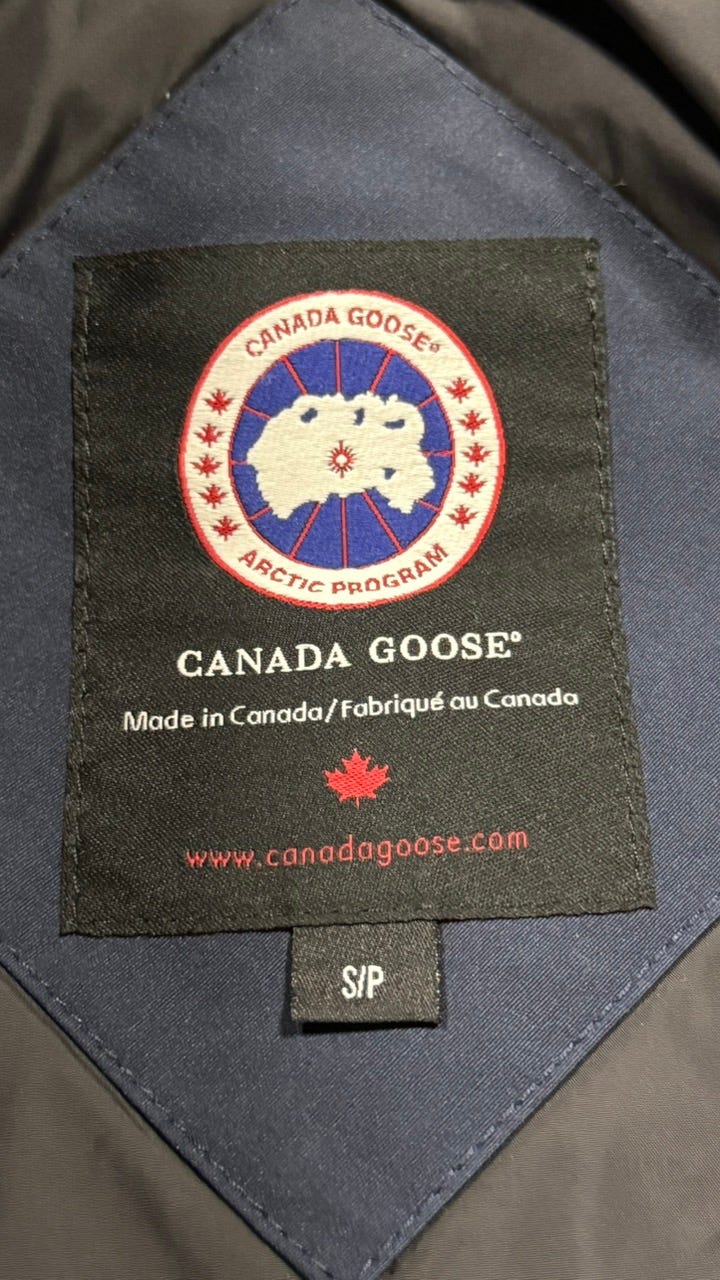 CANADA GOOSE®
ARCTIC PROGRAM
CANADA GOOSE®
Made in Canada/Fabriqué au Canada
www.canadagoose.com
S/P